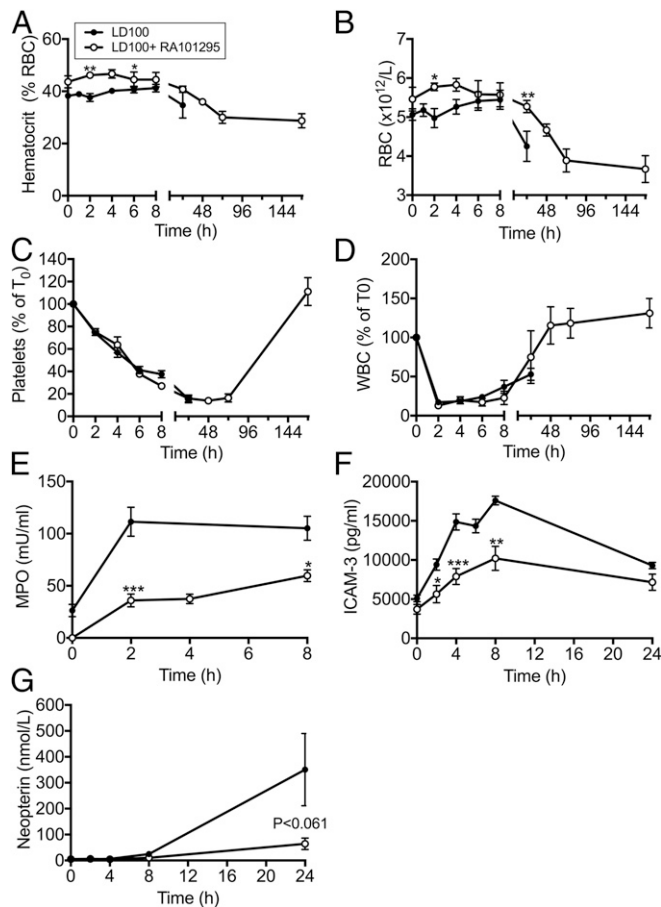 A
LD100
LD100+ RA101295
Hematocrit (% RBC)
60
40
20
0
**
*
0 2 4 6 8 48 96 144
Time (h)
B
RBC (x10¹²/L)
6
5
4
3
*
**
0 2 4 6 8 48 96 144
Time (h)
C
Platelets (% of T₀)
140
120
100
80
60
40
20
0
0 2 4 6 8 48 96 144
Time (h)
D
WBC (% of T0)
200
150
100
50
0
0 2 4 6 8 48 96 144
Time (h)
E
MPO (mU/ml)
150
100
50
0
***
*
0 2 4 8
Time (h)
F
ICAM-3 (pg/ml)
20000
15000
10000
5000
0
*
***
**
0 4 8 12 16 20 24
Time (h)
G
Neopterin (nmol/L)
600
500
400
300
200
100
0
P<0.061
0 4 8 12 16 20 24
Time (h)